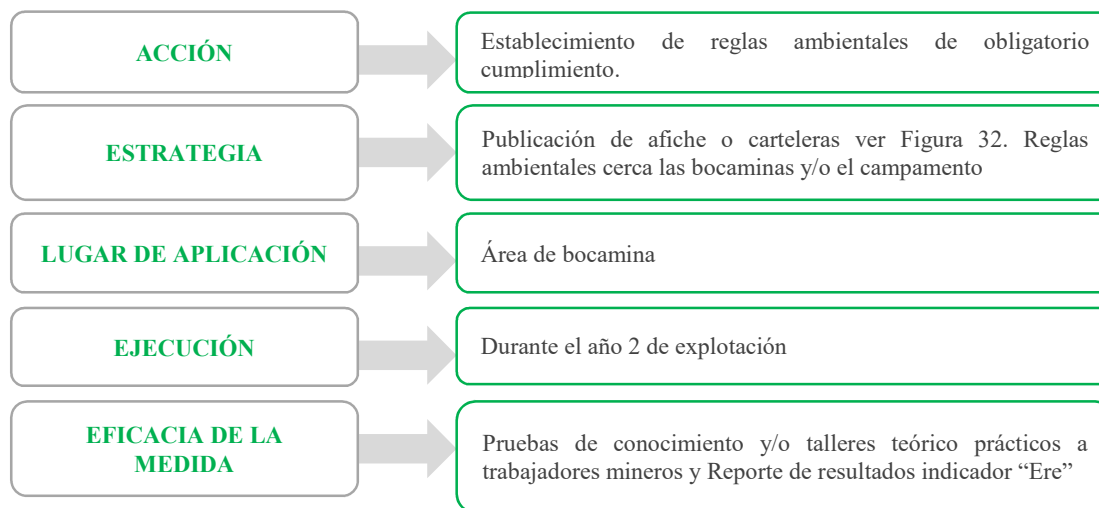 ACCIÓN
Establecimiento de reglas ambientales de obligatorio
cumplimiento.
ESTRATEGIA
Publicación de afiche o carteleras ver Figura 32. Reglas
ambientales cerca las bocaminas y/o el campamento
LUGAR DE APLICACIÓN
Área de bocamina
EJECUCIÓN
Durante el año 2 de explotación
EFICACIA DE LA
MEDIDA
Pruebas de conocimiento y/o talleres teórico prácticos a
trabajadores mineros y Reporte de resultados indicador “Ere”